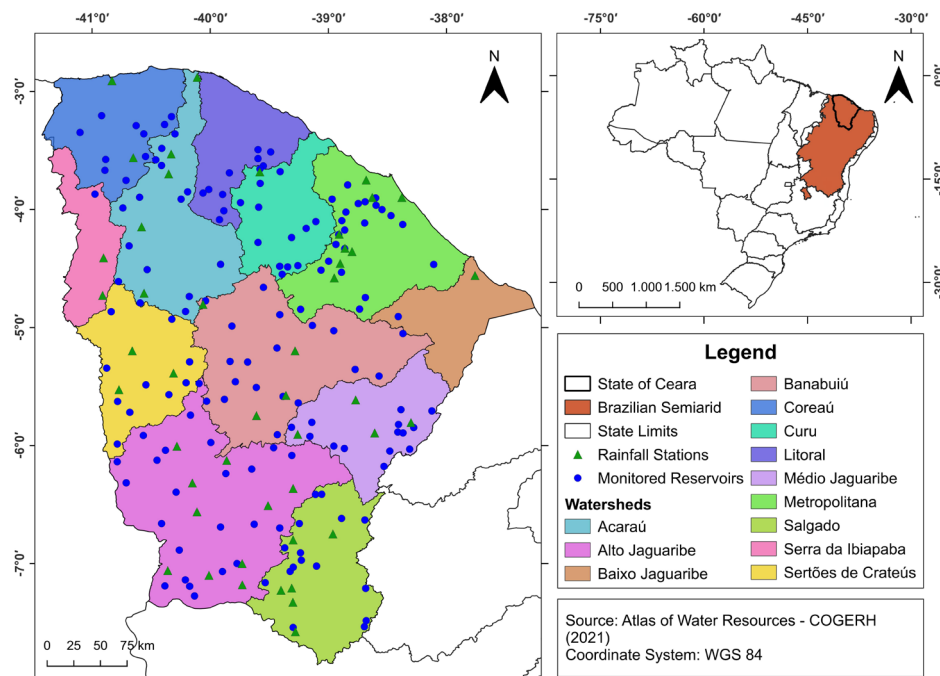 -41°0′ -40°0′ -39°0′ -38°0′
-75°0′ -60°0′ -45°0′ -30°0′
N
N
-3°0′
-4°0′
-5°0′
-6°0′
-7°0′
0°0′
-15°0′
-30°0′
0 500 1.000 1.500 km
Legend
State of Ceara
Brazilian Semiarid
State Limits
Rainfall Stations
Monitored Reservoirs
Watersheds
Acaraú
Alto Jaguaribe
Baixo Jaguaribe
Banabuiú
Coreaú
Curu
Litoral
Médio Jaguaribe
Metropolitana
Salgado
Serra da Ibiapaba
Sertões de Crateús
0 25 50 75 km
Source: Atlas of Water Resources - COGERH
(2021)
Coordinate System: WGS 84